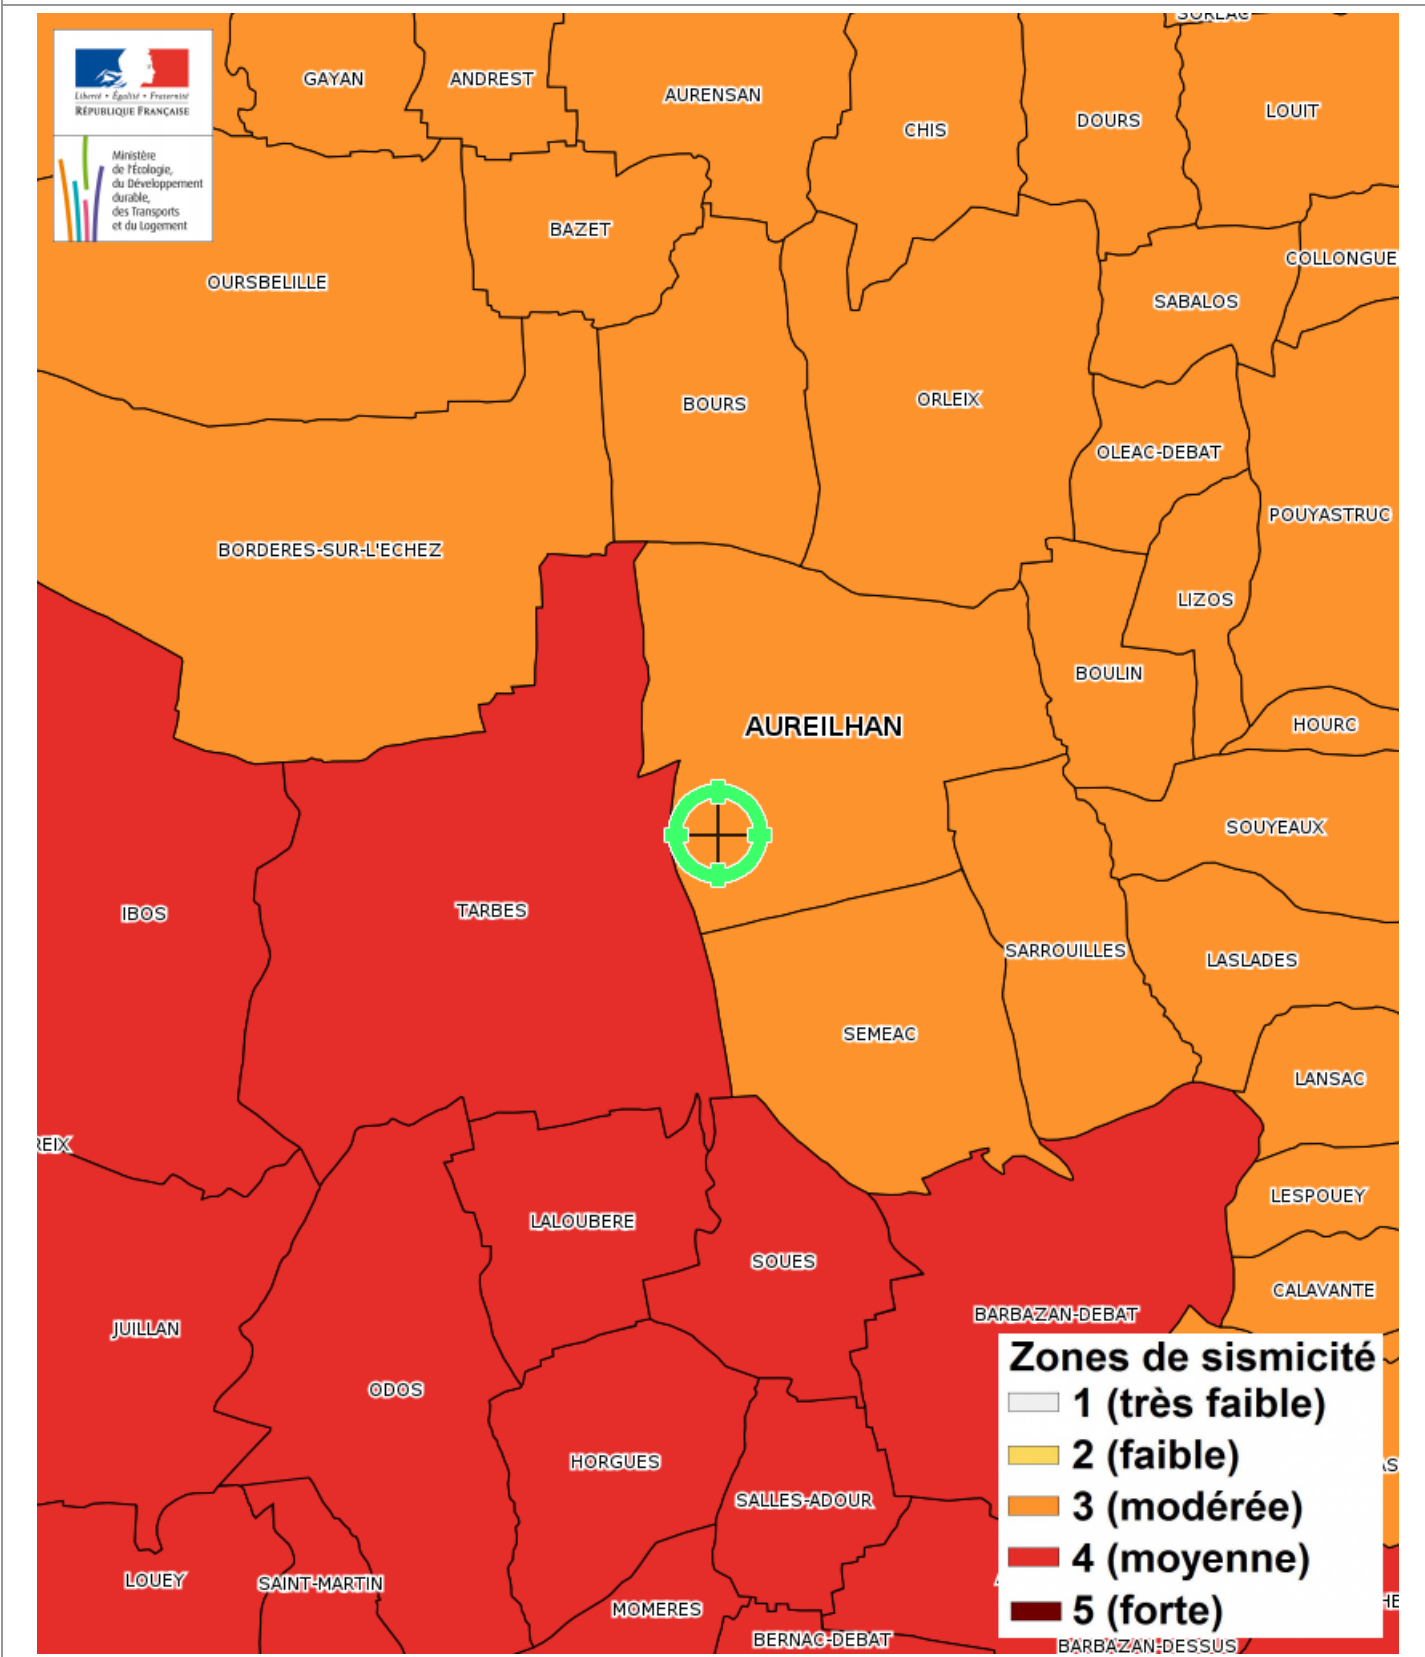 SORLAC
Liberté • Égalité • Fraternité
RÉPUBLIQUE FRANÇAISE
Ministère
de l'Écologie,
du Développement
durable,
des Transports
et du Logement
GAYAN
ANDREST
AURENSAN
CHIS
DOURS
LOUIT
BAZET
OURSBELILLE
COLLONGUE
SABALOS
BOURS
ORLEIX
OLEAC-DEBAT
POUYASTRUC
BORDERES-SUR-L'ECHEZ
LIZOS
BOULIN
AUREILHAN
HOURC
SOUYEAUX
IBOS
TARBES
SARROUILLES
LASLADES
SEMEAC
LANSAC
REIX
LESPOUEY
LALOUBERE
SOUES
CALAVANTE
JUILLAN
BARBAZAN-DEBAT
ODOS
HORGUES
SALLES-ADOUR
AS
LOUEY
SAINT-MARTIN
MOMERES
HE
BERNAC-DEBAT
BARBAZAN-DESSUS
Zones de sismicité
1 (très faible)
2 (faible)
3 (modérée)
4 (moyenne)
5 (forte)